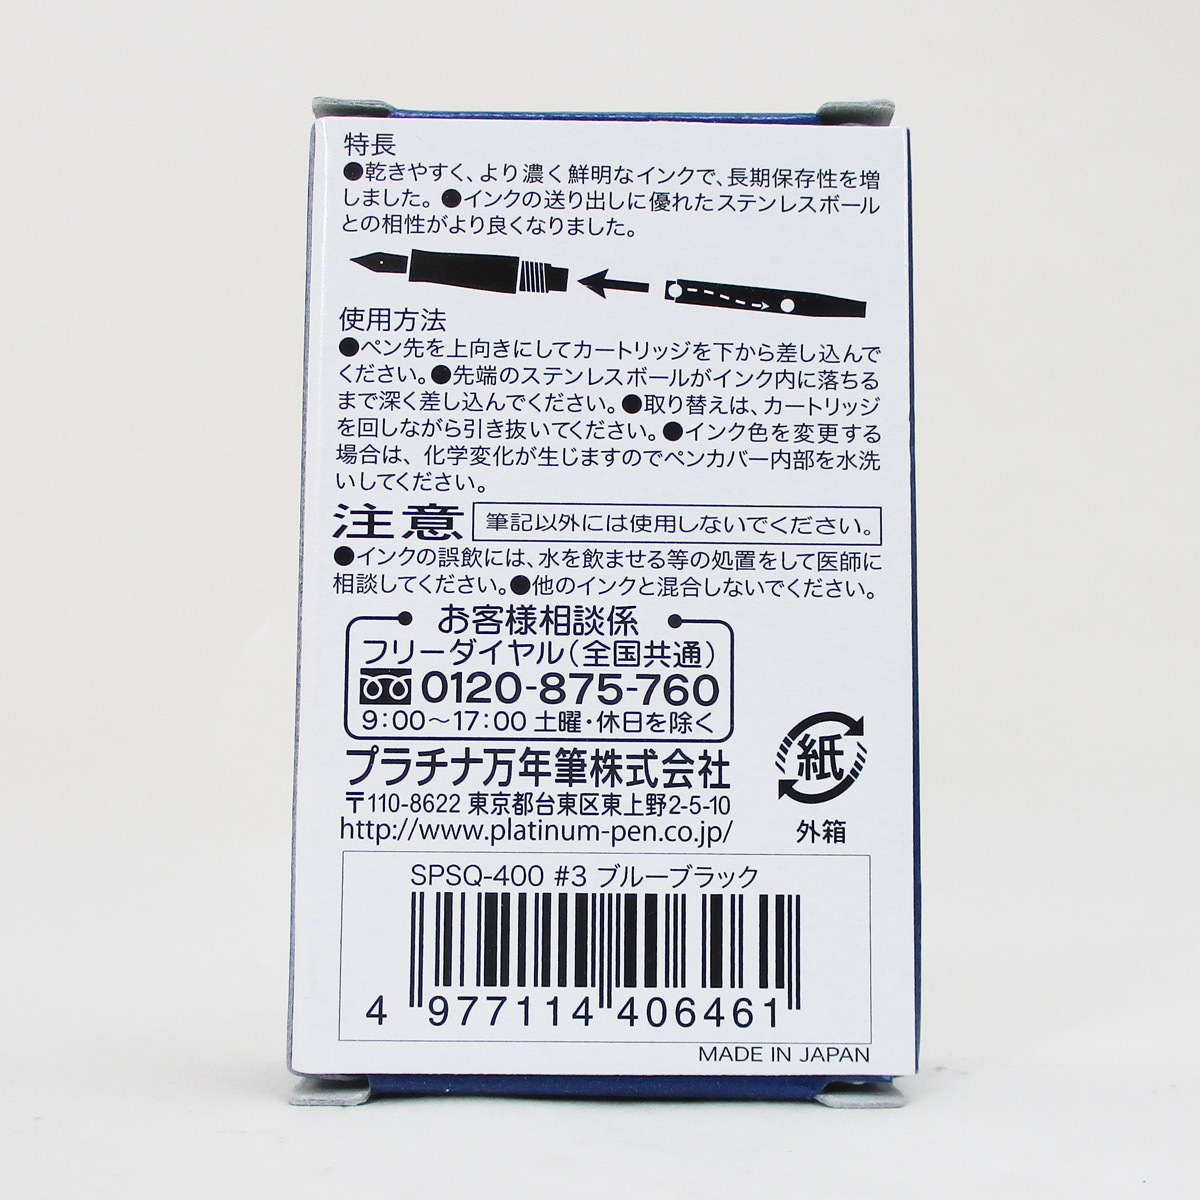 特長
●乾きやすく、より濃く鮮明なインクで、長期保存性を増
しました。●インクの送り出しに優れたステンレスボール
との相性がより良くなりました。
使用方法
●ペン先を上向きにしてカートリッジを下から差し込んで
ください。●先端のステンレスボールがインク内に落ちる
まで深く差し込んでください。●取り替えは、カートリッジ
を回しながら引き抜いてください。●インク色を変更する
場合は、化学変化が生じますのでペンカバー内部を水洗
いしてください。
注意 筆記以外には使用しないでください。
●インクの誤飲には、水を飲ませる等の処置をして医師に
相談してください。●他のインクと混合しないでください。
お客様相談係
フリーダイヤル(全国共通)
0120-875-760
9:00〜17:00 土曜・休日を除く
プラチナ万年筆株式会社
〒110-8622 東京都台東区東上野2-5-10
http://www.platinum-pen.co.jp/
紙
外箱
SPSQ-400 #3 ブルーブラック
4 977114 406461
MADE IN JAPAN